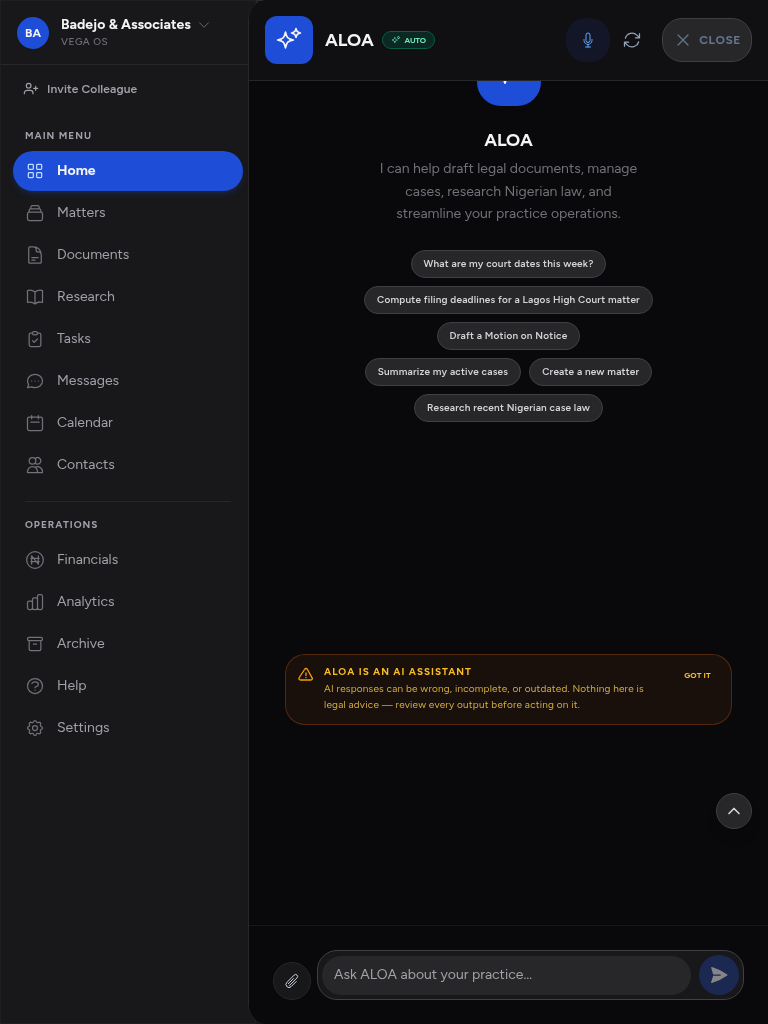 BA
Badejo & Associates
VEGA OS
Invite Colleague
MAIN MENU
Home
Matters
Documents
Research
Tasks
Messages
Calendar
Contacts
OPERATIONS
Financials
Analytics
Archive
Help
Settings
ALOA
AUTO
CLOSE
ALOA
I can help draft legal documents, manage
cases, research Nigerian law, and
streamline your practice operations.
What are my court dates this week?
Compute filing deadlines for a Lagos High Court matter
Draft a Motion on Notice
Summarize my active cases
Create a new matter
Research recent Nigerian case law
ALOA IS AN AI ASSISTANT
AI responses can be wrong, incomplete, or outdated. Nothing here is
legal advice — review every output before acting on it.
GOT IT
Ask ALOA about your practice...